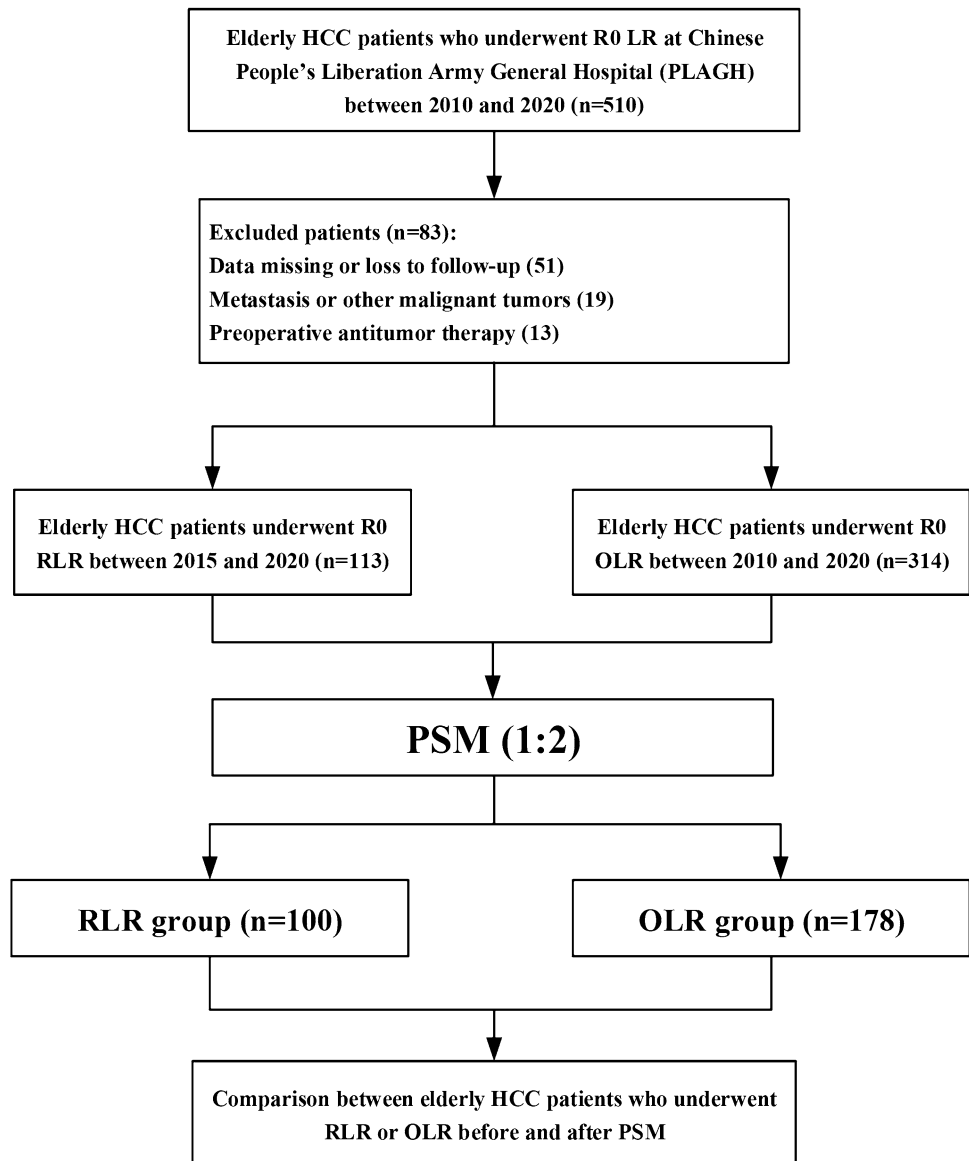 Elderly HCC patients who underwent R0 LR at Chinese
People’s Liberation Army General Hospital (PLAGH)
between 2010 and 2020 (n=510)
Excluded patients (n=83):
Data missing or loss to follow-up (51)
Metastasis or other malignant tumors (19)
Preoperative antitumor therapy (13)
Elderly HCC patients underwent R0
RLR between 2015 and 2020 (n=113)
Elderly HCC patients underwent R0
OLR between 2010 and 2020 (n=314)
PSM (1:2)
RLR group (n=100)
OLR group (n=178)
Comparison between elderly HCC patients who underwent
RLR or OLR before and after PSM